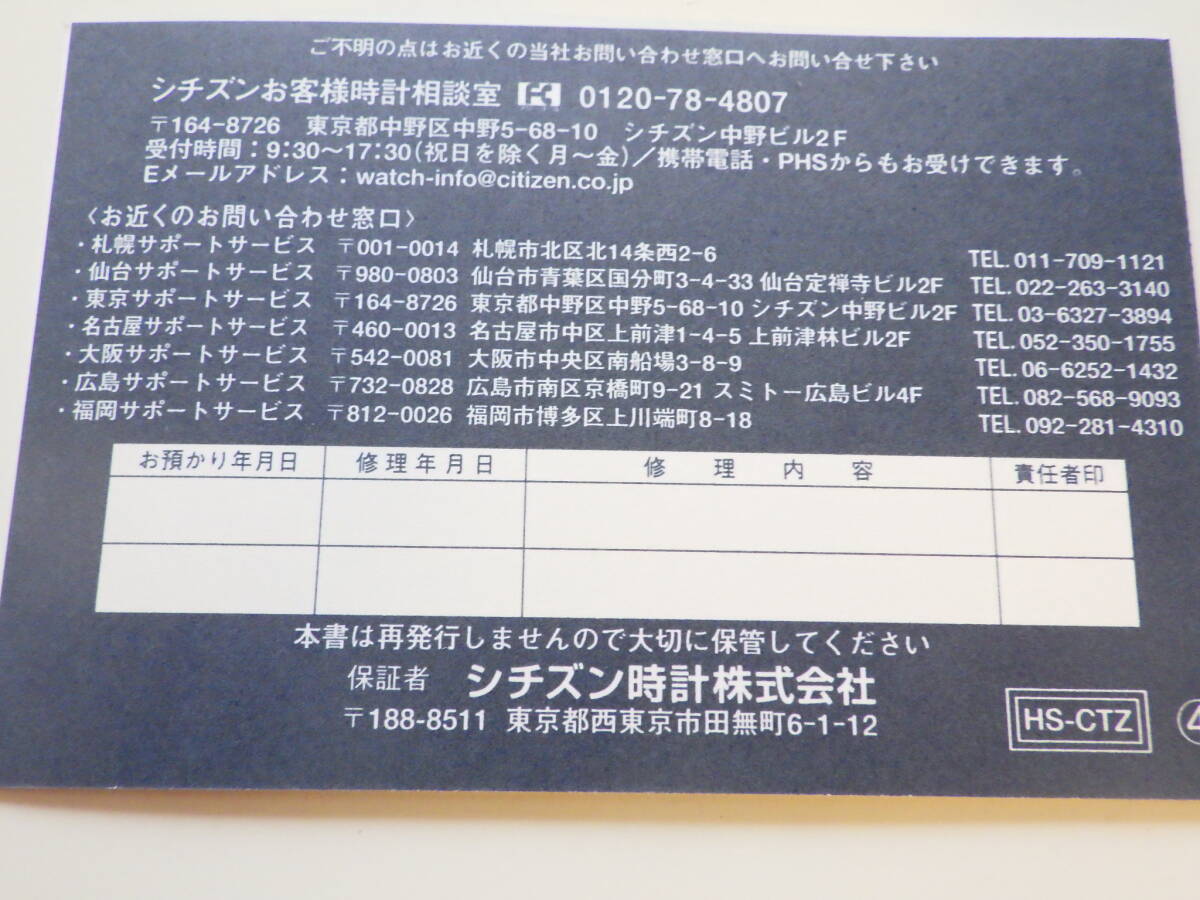 ご不明の点はお近くの当社お問い合わせ窓口へお問い合せ下さい
シチズンお客様時計相談室 0120-78-4807
〒164-8726 東京都中野区中野5-68-10 シチズン中野ビル2F
受付時間：9:30〜17:30(祝日を除く月〜金)／携帯電話・PHSからもお受けできます。
Eメールアドレス：watch-info@citizen.co.jp
〈お近くのお問い合わせ窓口〉
・札幌サポートサービス 〒001-0014 札幌市北区北14条西2-6 TEL.011-709-1121
・仙台サポートサービス 〒980-0803 仙台市青葉区国分町3-4-33 仙台定禅寺ビル2F TEL.022-263-3140
・東京サポートサービス 〒164-8726 東京都中野区中野5-68-10 シチズン中野ビル2F TEL.03-6327-3894
・名古屋サポートサービス 〒460-0013 名古屋市中区上前津1-4-5 上前津林ビル2F TEL.052-350-1755
・大阪サポートサービス 〒542-0081 大阪市中央区南船場3-8-9 TEL.06-6252-1432
・広島サポートサービス 〒732-0828 広島市南区京橋町9-21 スミトー広島ビル4F TEL.082-568-9093
・福岡サポートサービス 〒812-0026 福岡市博多区上川端町8-18 TEL.092-281-4310
お預かり年月日 修理年月日 修理内容 責任者印
本書は再発行しませんので大切に保管してください
保証者 シチズン時計株式会社
〒188-8511 東京都西東京市田無町6-1-12
HS-CTZ